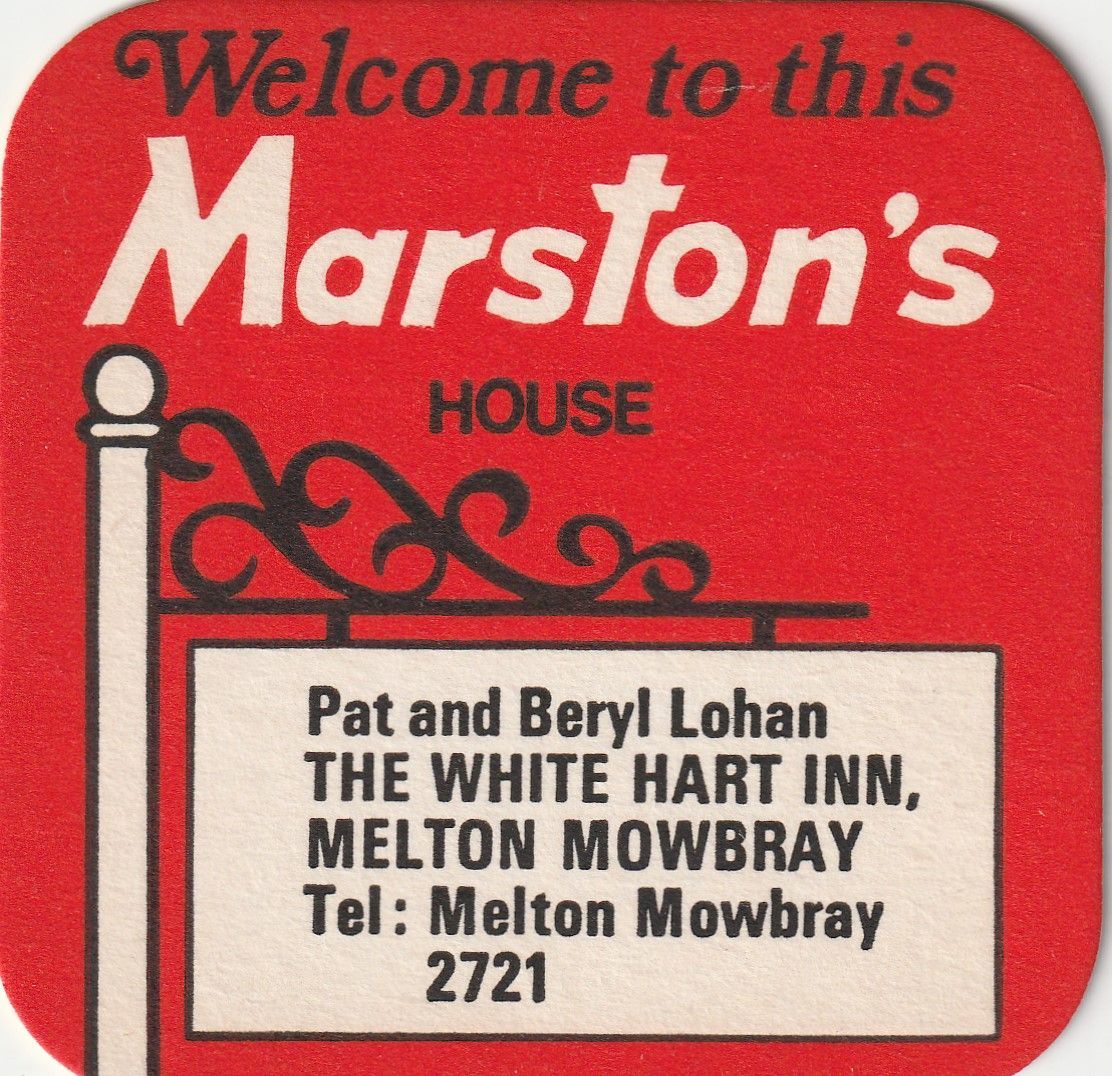 Welcome to this
Marston's
HOUSE
Pat and Beryl Lohan
THE WHITE HART INN,
MELTON MOWBRAY
Tel: Melton Mowbray
2721